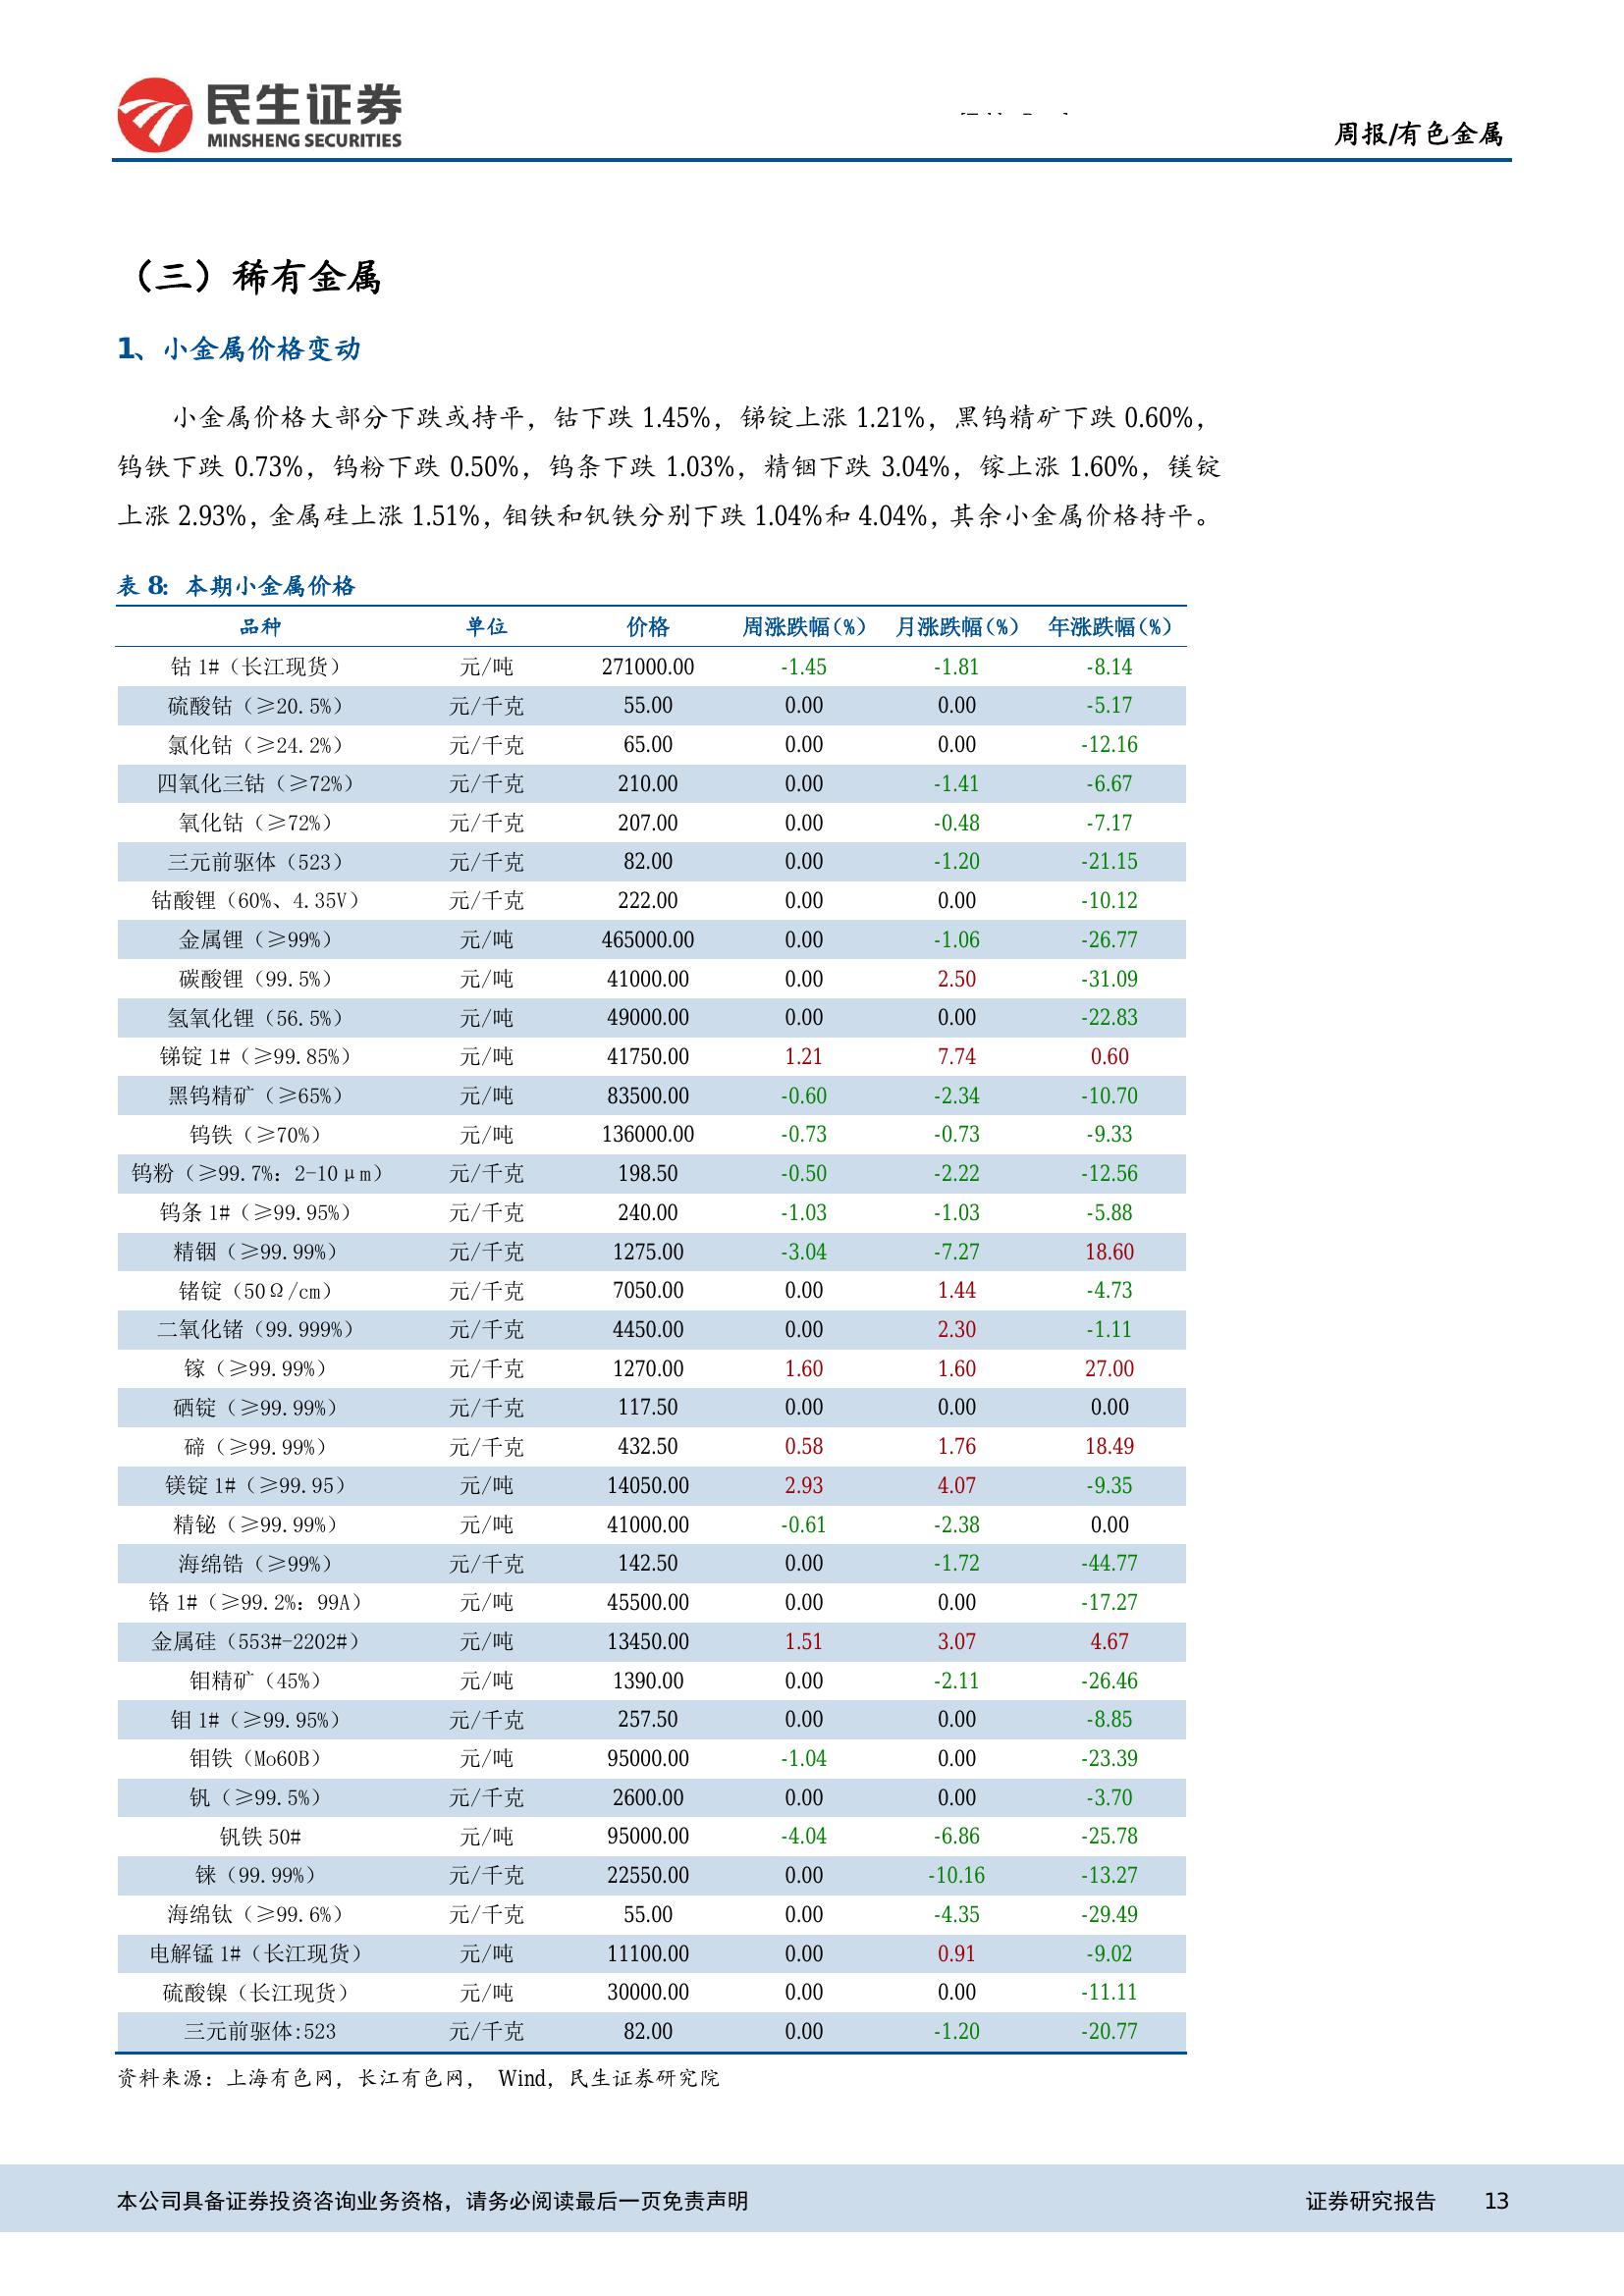 民生证券
MINSHENG SECURITIES
周报/有色金属
（三）稀有金属
1、小金属价格变动
小金属价格大部分下跌或持平，钴下跌 1.45%，锑锭上涨 1.21%，黑钨精矿下跌 0.60%，
钨铁下跌 0.73%，钨粉下跌 0.50%，钨条下跌 1.03%，精铟下跌 3.04%，镓上涨 1.60%，镁锭
上涨 2.93%，金属硅上涨 1.51%，钼铁和钒铁分别下跌 1.04%和 4.04%，其余小金属价格持平。
表 8: 本期小金属价格
品种 单位 价格 周涨跌幅(%) 月涨跌幅(%) 年涨跌幅(%)
钴 1#（长江现货） 元/吨 271000.00 -1.45 -1.81 -8.14
硫酸钴（≥20.5%） 元/千克 55.00 0.00 0.00 -5.17
氯化钴（≥24.2%） 元/千克 65.00 0.00 0.00 -12.16
四氧化三钴（≥72%） 元/千克 210.00 0.00 -1.41 -6.67
氧化钴（≥72%） 元/千克 207.00 0.00 -0.48 -7.17
三元前驱体（523） 元/千克 82.00 0.00 -1.20 -21.15
钴酸锂（60%、4.35V） 元/千克 222.00 0.00 0.00 -10.12
金属锂（≥99%） 元/吨 465000.00 0.00 -1.06 -26.77
碳酸锂（99.5%） 元/吨 41000.00 0.00 2.50 -31.09
氢氧化锂（56.5%） 元/吨 49000.00 0.00 0.00 -22.83
锑锭 1#（≥99.85%） 元/吨 41750.00 1.21 7.74 0.60
黑钨精矿（≥65%） 元/吨 83500.00 -0.60 -2.34 -10.70
钨铁（≥70%） 元/吨 136000.00 -0.73 -0.73 -9.33
钨粉（≥99.7%: 2-10μm） 元/千克 198.50 -0.50 -2.22 -12.56
钨条 1#（≥99.95%） 元/千克 240.00 -1.03 -1.03 -5.88
精铟（≥99.99%） 元/千克 1275.00 -3.04 -7.27 18.60
锗锭（50Ω/cm） 元/千克 7050.00 0.00 1.44 -4.73
二氧化锗（99.999%） 元/千克 4450.00 0.00 2.30 -1.11
镓（≥99.99%） 元/千克 1270.00 1.60 1.60 27.00
硒锭（≥99.99%） 元/千克 117.50 0.00 0.00 0.00
碲（≥99.99%） 元/千克 432.50 0.58 1.76 18.49
镁锭 1#（≥99.95） 元/吨 14050.00 2.93 4.07 -9.35
精铋（≥99.99%） 元/吨 41000.00 -0.61 -2.38 0.00
海绵锆（≥99%） 元/千克 142.50 0.00 -1.72 -44.77
铬 1#（≥99.2%: 99A） 元/吨 45500.00 0.00 0.00 -17.27
金属硅（553#-2202#） 元/吨 13450.00 1.51 3.07 4.67
钼精矿（45%） 元/吨 1390.00 0.00 -2.11 -26.46
钼 1#（≥99.95%） 元/千克 257.50 0.00 0.00 -8.85
钼铁（Mo60B） 元/吨 95000.00 -1.04 0.00 -23.39
钒（≥99.5%） 元/千克 2600.00 0.00 0.00 -3.70
钒铁 50# 元/吨 95000.00 -4.04 -6.86 -25.78
铼（99.99%） 元/千克 22550.00 0.00 -10.16 -13.27
海绵钛（≥99.6%） 元/千克 55.00 0.00 -4.35 -29.49
电解锰 1#（长江现货） 元/吨 11100.00 0.00 0.91 -9.02
硫酸镍（长江现货） 元/吨 30000.00 0.00 0.00 -11.11
三元前驱体:523 元/千克 82.00 0.00 -1.20 -20.77
资料来源：上海有色网，长江有色网， Wind，民生证券研究院
本公司具备证券投资咨询业务资格，请务必阅读最后一页免责声明 证券研究报告 13